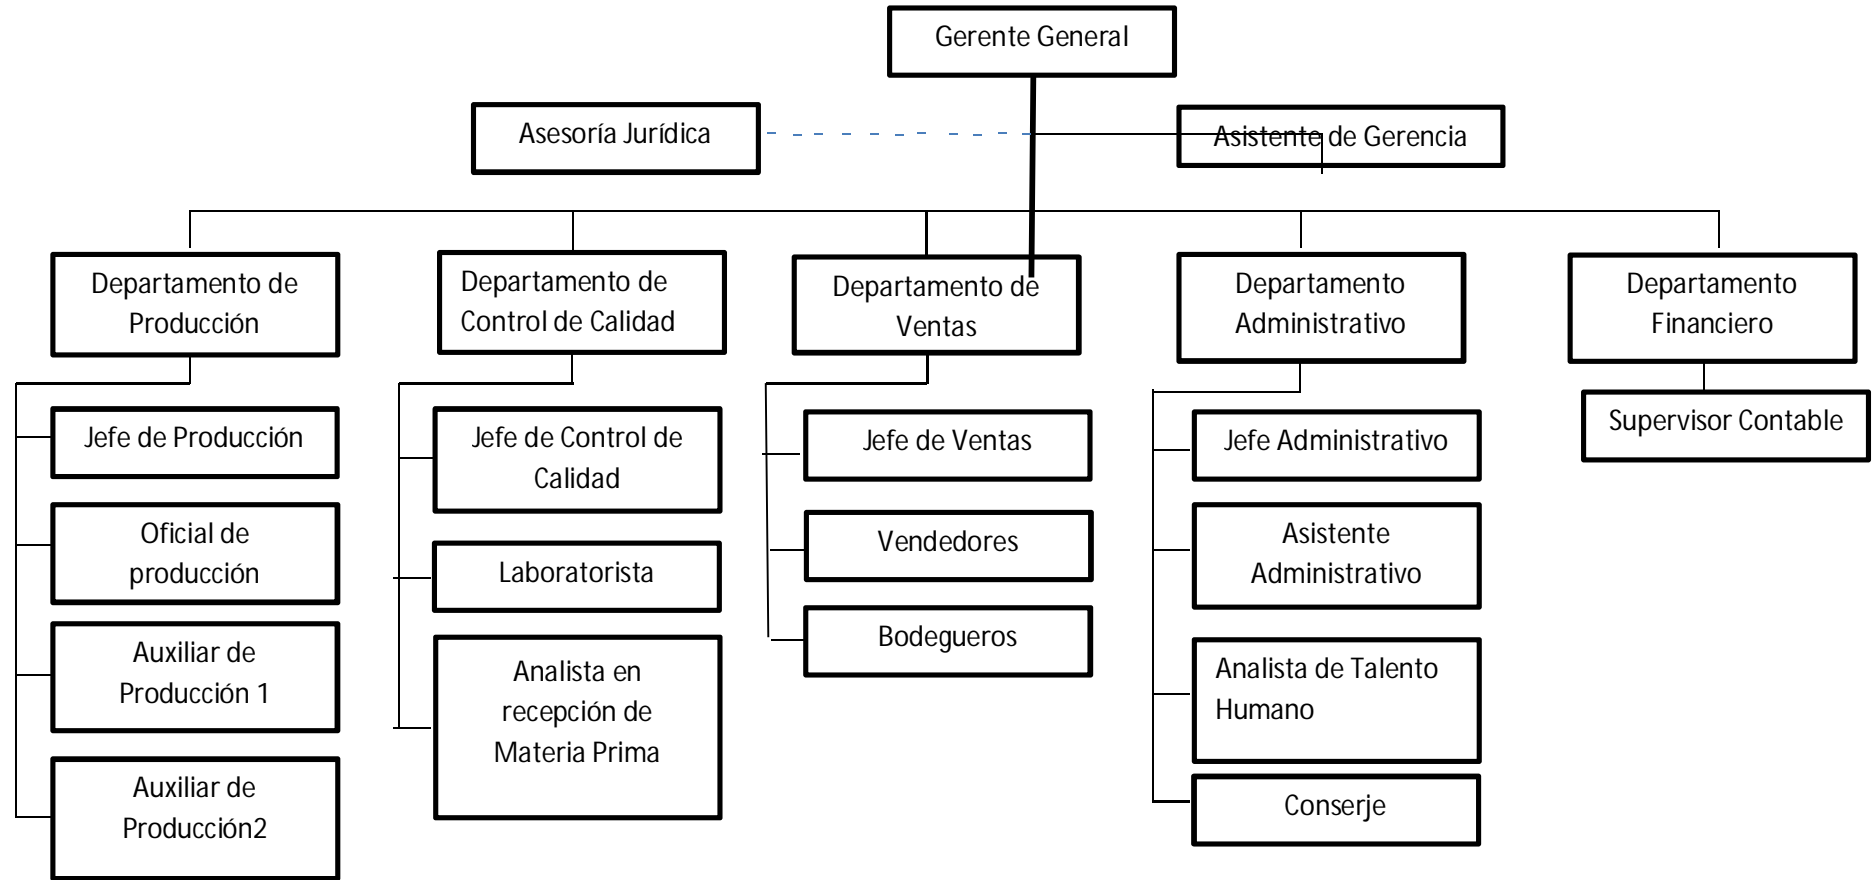 Gerente General
Asesoría Jurídica
Asistente de Gerencia
Departamento de
Producción
Departamento de
Control de Calidad
Departamento de
Ventas
Departamento
Administrativo
Departamento
Financiero
Jefe de Producción
Oficial de
producción
Auxiliar de
Producción 1
Auxiliar de
Producción2
Jefe de Control de
Calidad
Laboratorista
Analista en
recepción de
Materia Prima
Jefe de Ventas
Vendedores
Bodegueros
Jefe Administrativo
Asistente
Administrativo
Analista de Talento
Humano
Conserje
Supervisor Contable